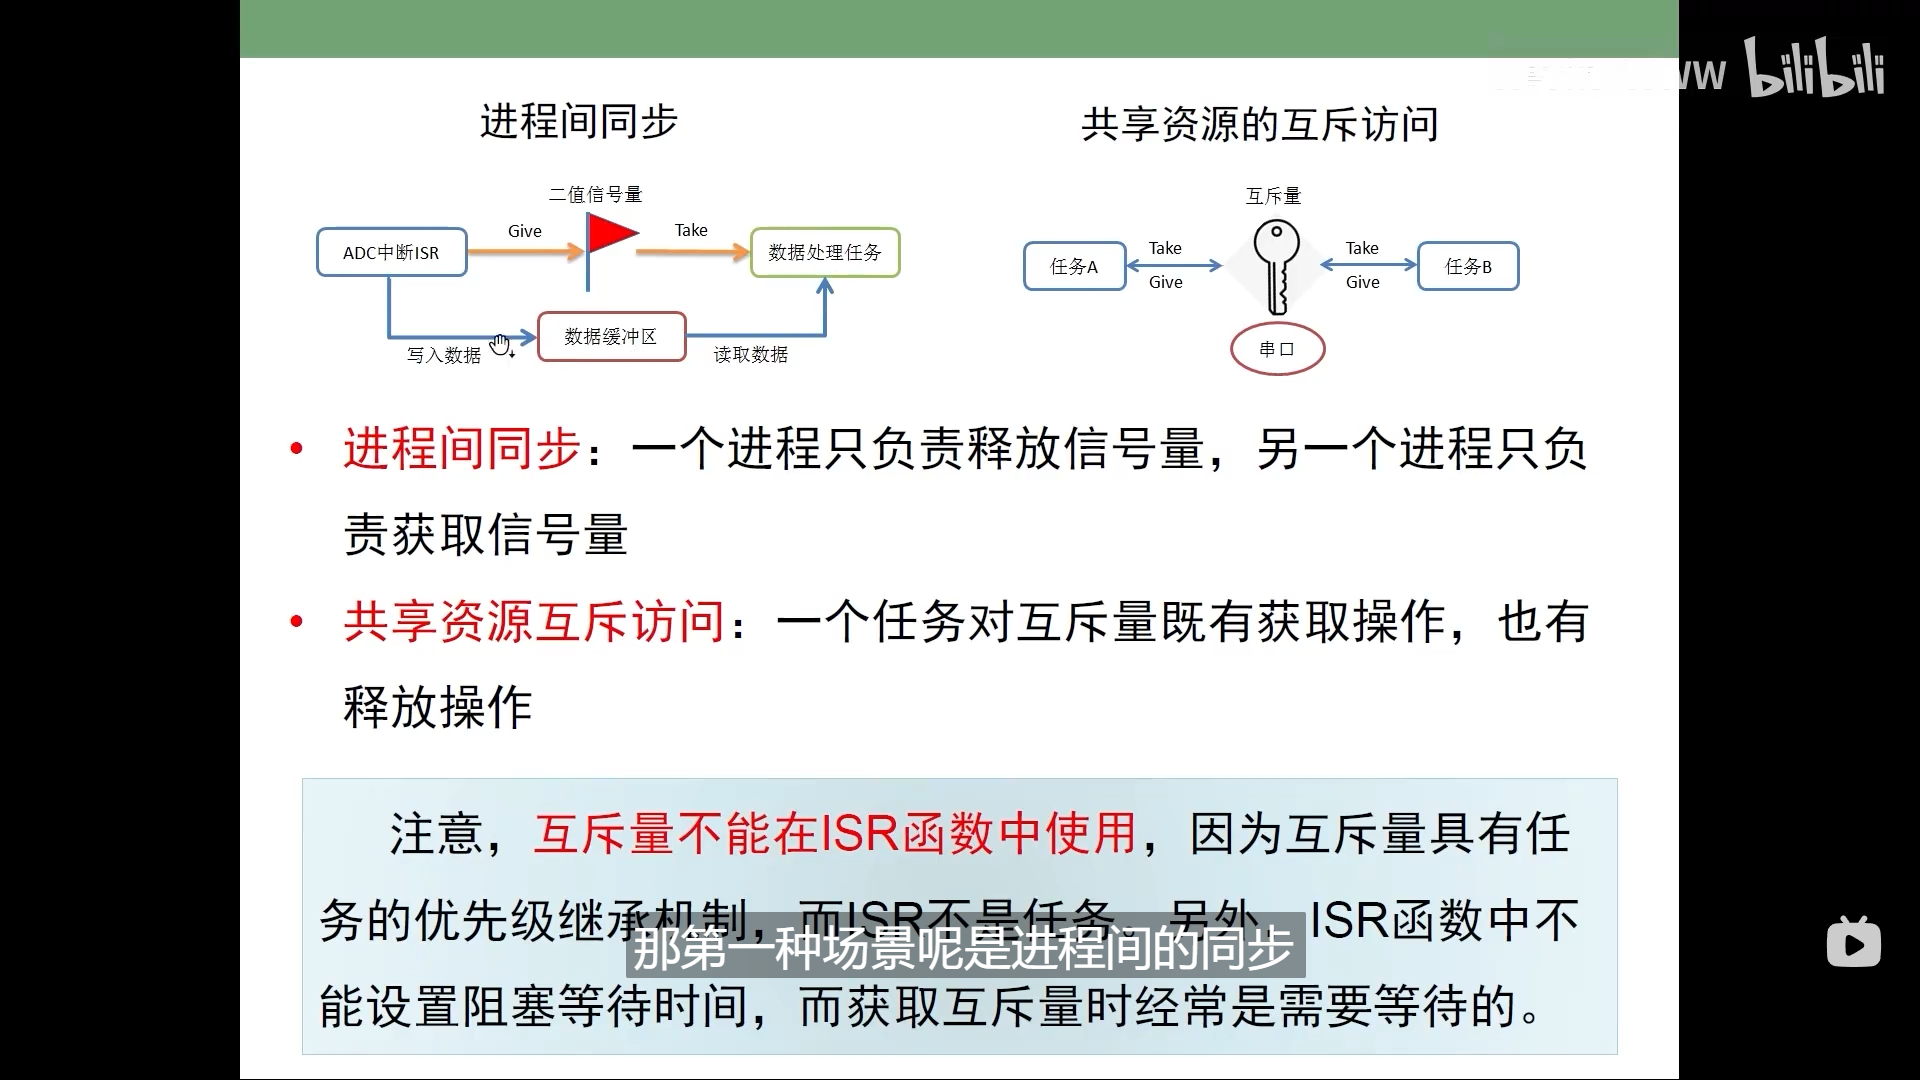 WW bilibili
进程间同步
共享资源的互斥访问
二值信号量
互斥量
Give
Take
ADC中断ISR
数据处理任务
任务A
Take
Give
Take
Give
任务B
数据缓冲区
写入数据
读取数据
串口
• 进程间同步：一个进程只负责释放信号量，另一个进程只负
责获取信号量
• 共享资源互斥访问：一个任务对互斥量既有获取操作，也有
释放操作
注意，互斥量不能在ISR函数中使用，因为互斥量具有任
务的优先级继承机制，而ISR不是任务。另外，ISR函数中不
那第一种场景呢是进程间的同步
能设置阻塞等待时间，而获取互斥量时经常是需要等待的。